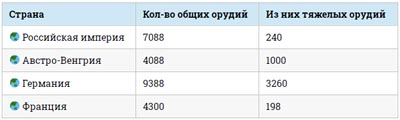 Страна Кол-во общих орудий Из них тяжелых орудий
Российская империя 7088 240
Австро-Венгрия 4088 1000
Германия 9388 3260
Франция 4300 198